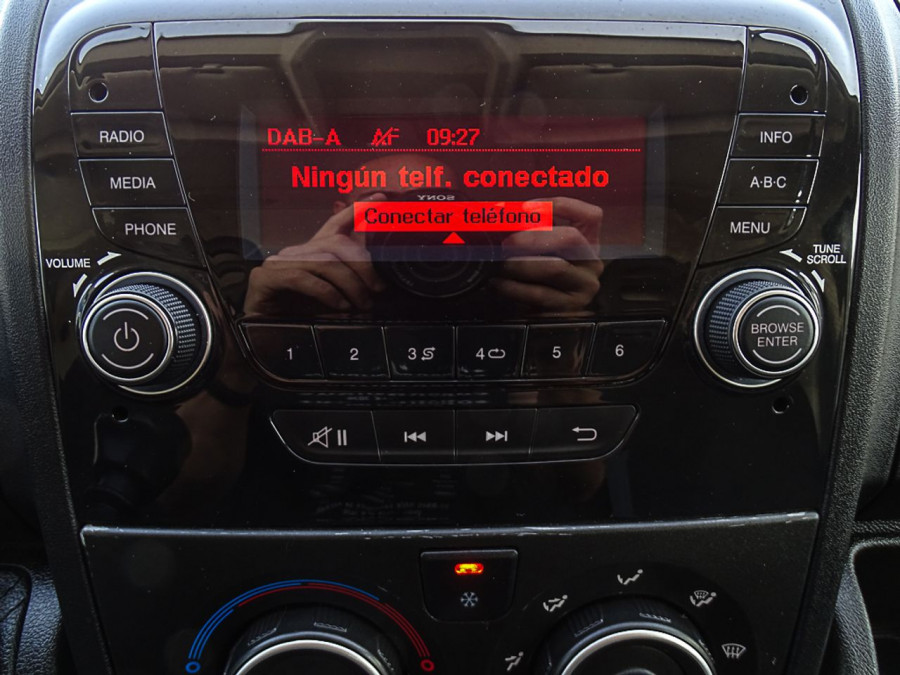 DAB-A AF 09:27
Ningún telf. conectado
SONY
Conectar teléfono
RADIO
MEDIA
PHONE
VOLUME
INFO
A·B·C
MENU
TUNE
SCROLL
BROWSE
ENTER
1 2 3 4 5 6